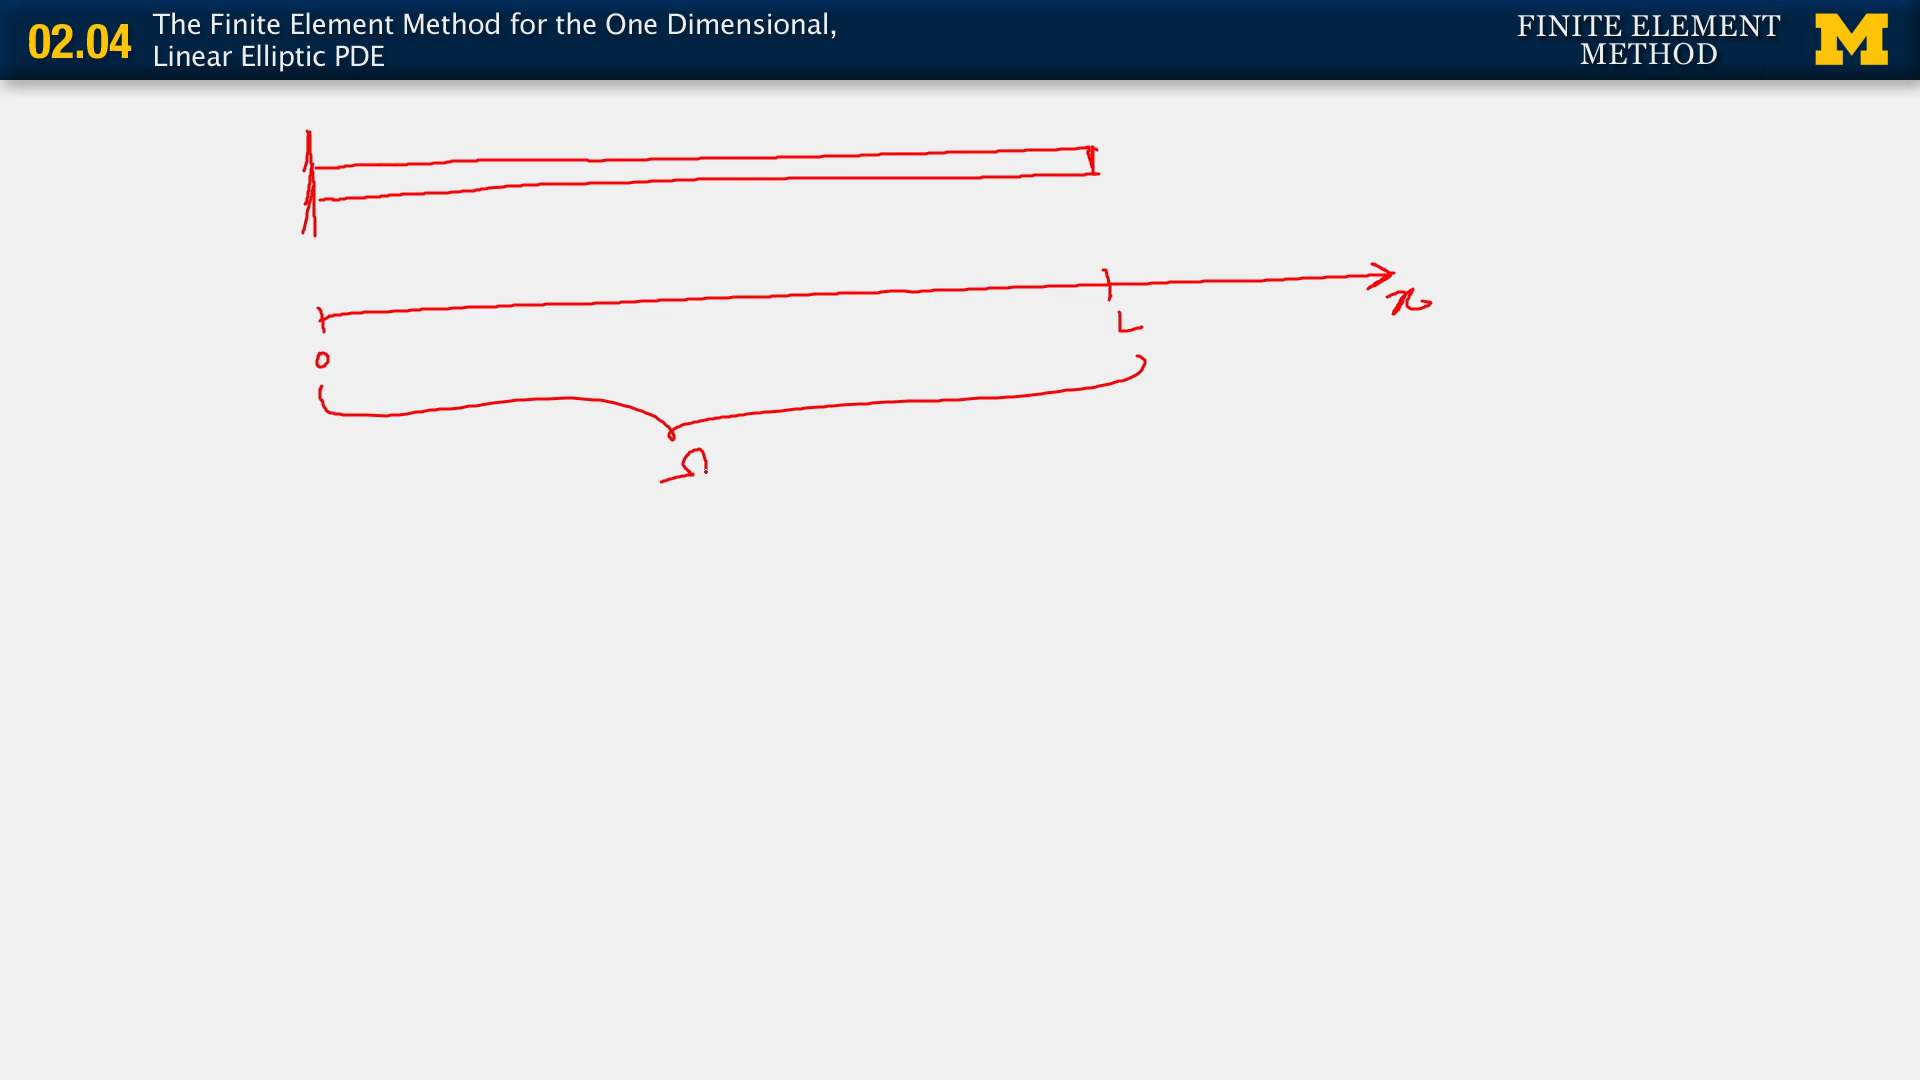 02.04
The Finite Element Method for the One Dimensional,
Linear Elliptic PDE
FINITE ELEMENT
METHOD
M
x
L
0
Ω